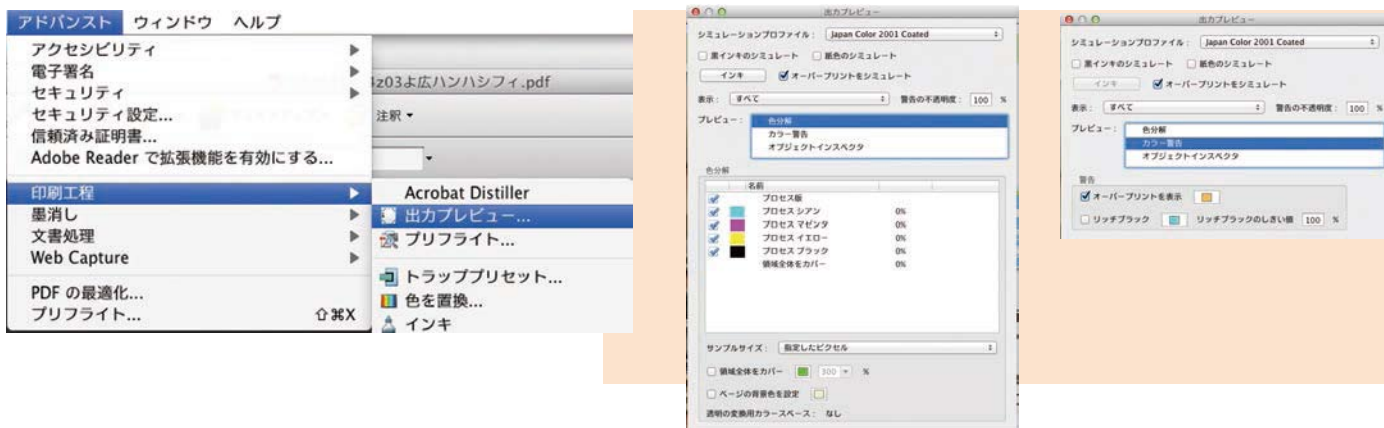 アドバンスト ウィンドウ ヘルプ
アクセシビリティ
電子署名
セキュリティ
セキュリティ設定...
信頼済み証明書...
Adobe Reader で拡張機能を有効にする...
印刷工程
墨消し
文書処理
Web Capture
PDF の最適化...
プリフライト... ⇧⌘X
z03よ広ハンハシフィ.pdf
注釈
Acrobat Distiller
出力プレビュー...
プリフライト...
トラッププリセット...
色を置換...
インキ
出力プレビュー
シミュレーションプロファイル： Japan Color 2001 Coated
黒インキのシミュレート 紙色のシミュレート
インキ オーバープリントをシミュレート
表示： すべて 警告の不透明度： 100 %
プレビュー： 色分解
カラー警告
オブジェクトインスペクタ
色分解
名前
プロセス版
プロセス シアン 0%
プロセス マゼンタ 0%
プロセス イエロー 0%
プロセス ブラック 0%
領域全体をカバー 0%
サンプルサイズ： 指定したピクセル
領域全体をカバー 300 %
ページの背景色を設定
透明の変換用カラースペース： なし
出力プレビュー
シミュレーションプロファイル： Japan Color 2001 Coated
黒インキのシミュレート 紙色のシミュレート
インキ オーバープリントをシミュレート
表示： すべて 警告の不透明度： 100 %
プレビュー： 色分解
カラー警告
オブジェクトインスペクタ
警告
オーバープリントを表示
リッチブラック リッチブラックのしきい値 100 %